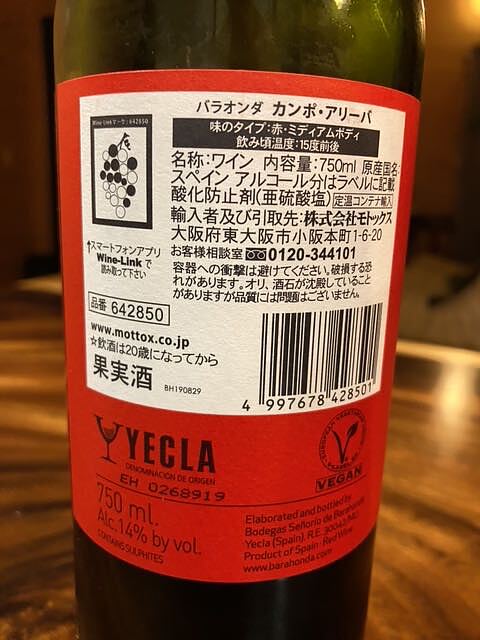 Wine-Linkマーク:642850
バラオンダ カンポ・アリーバ
味のタイプ:赤・ミディアムボディ
飲み頃温度:15度前後
名称:ワイン 内容量:750ml 原産国名:
スペイン アルコール分はラベルに記載
酸化防止剤(亜硫酸塩) 定温コンテナ輸入
輸入者及び引取先:株式会社モトックス
大阪府東大阪市小阪本町1-6-20
お客様相談室 0120-344101
容器への衝撃は避けてください。破損する恐
れがあります。オリ、酒石が沈殿していること
がありますが品質には問題はございません。
↑スマートフォンアプリ
Wine-Linkで
読み取って下さい
品番 642850
www.mottox.co.jp
☆飲酒は20歳になってから
果実酒
BH190829
4 997678 428501
YECLA
DENOMINACIÓN DE ORIGEN
EH 0268919
750 ml.
Alc.14% by vol.
CONTAINS SULPHITES
EUROPEAN VEGETARIAN
VEGAN
Elaborated and bottled by
Bodegas Señorío de Barahonda
Yecla (Spain). R.E. 30042/MU
Product of Spain · Red Wine
www.barahonda.com